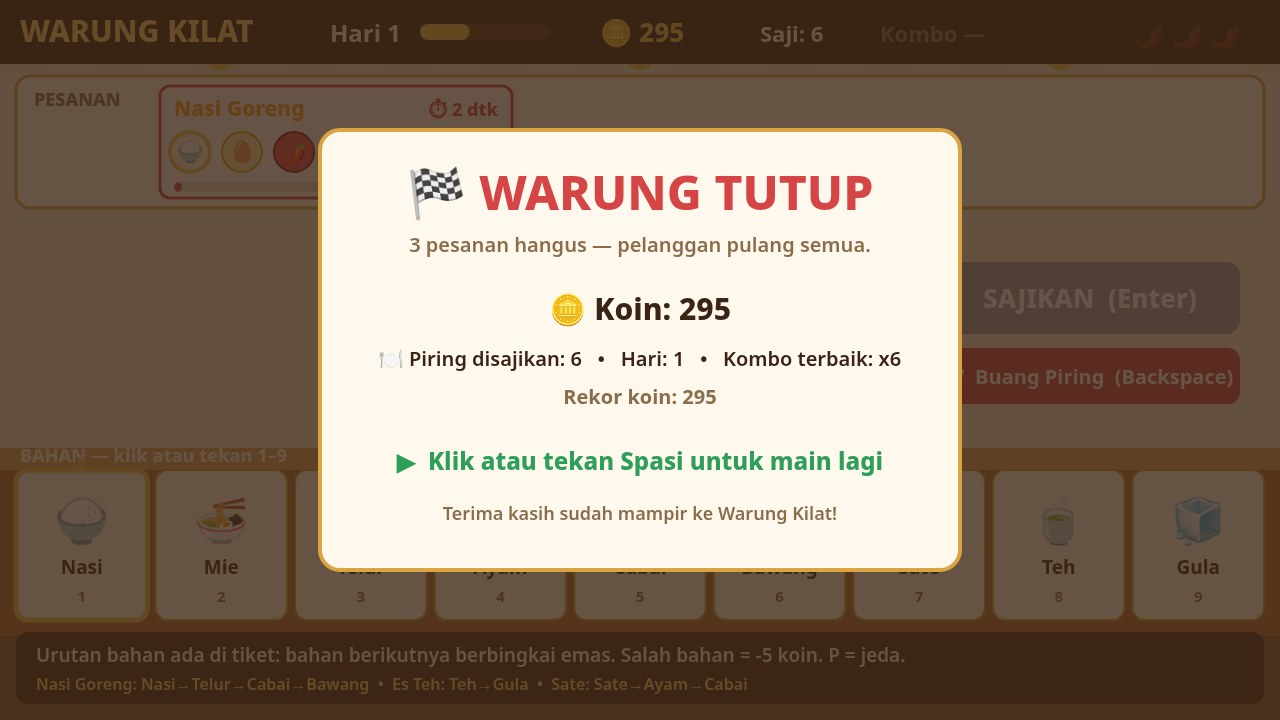 WARUNG KILAT
Hari 1
295
Saji: 6
Kombo —
PESANAN
Nasi Goreng
2 dtk
WARUNG TUTUP
3 pesanan hangus — pelanggan pulang semua.
Koin: 295
Piring disajikan: 6 • Hari: 1 • Kombo terbaik: x6
Rekor koin: 295
▶ Klik atau tekan Spasi untuk main lagi
Terima kasih sudah mampir ke Warung Kilat!
SAJIKAN (Enter)
Buang Piring (Backspace)
BAHAN — klik atau tekan 1–9
Nasi
Mie
Telur
Ayam
Cabai
Bawang
Sate
Teh
Gula
1
2
3
4
5
6
7
8
9
Urutan bahan ada di tiket: bahan berikutnya berbingkai emas. Salah bahan = -5 koin. P = jeda.
Nasi Goreng: Nasi→Telur→Cabai→Bawang • Es Teh: Teh→Gula • Sate: Sate→Ayam→Cabai